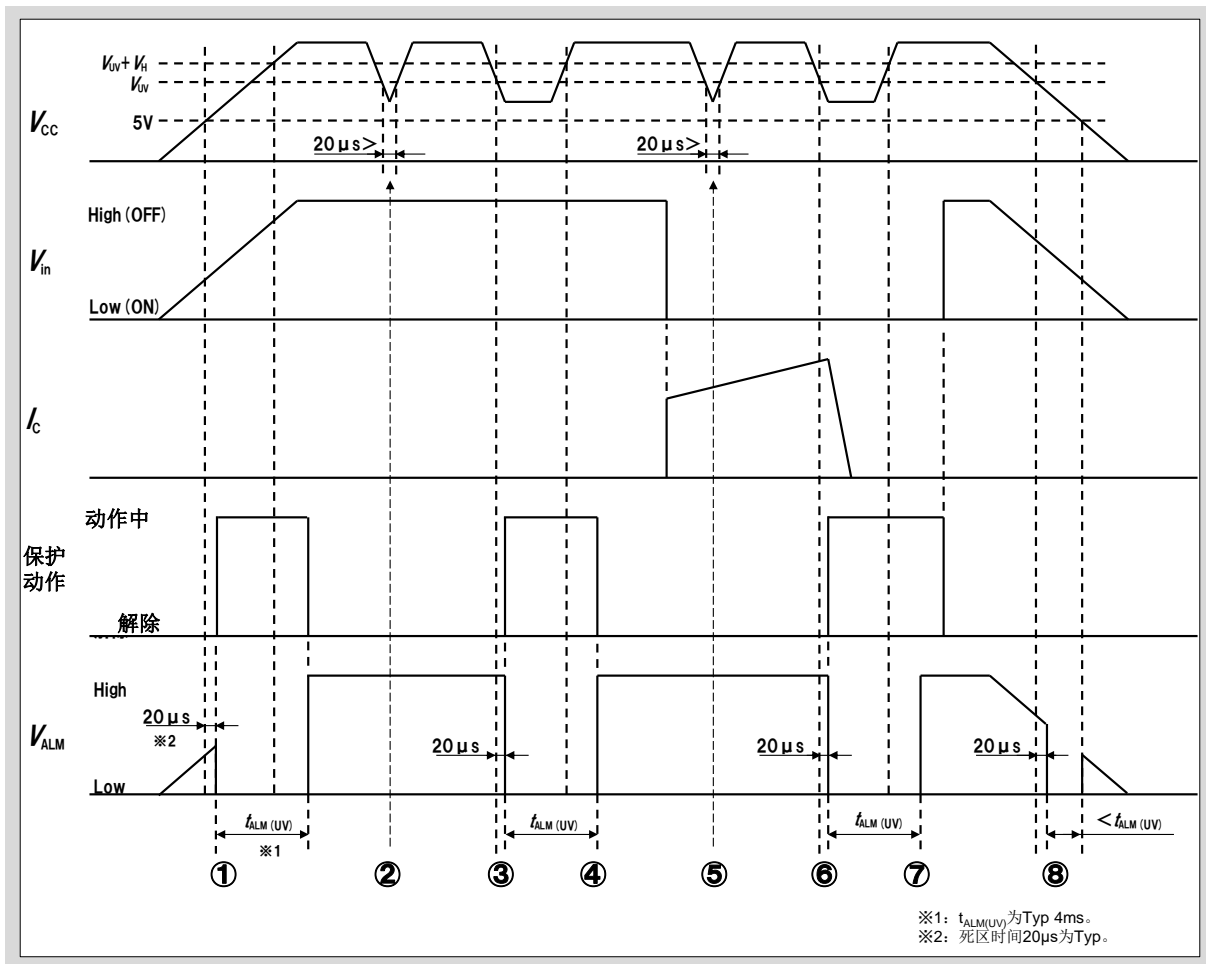 VUV + VH
VUV
5V
VCC
20μs>
20μs>
High (OFF)
Vin
Low (ON)
IC
动作中
保护
动作
解除
High
20μs
※2
VALM
20μs
20μs
20μs
Low
tALM (UV)
※1
tALM (UV)
tALM (UV)
<tALM (UV)
① ② ③ ④ ⑤ ⑥ ⑦ ⑧
※1: tALM(UV)为Typ 4ms。
※2: 死区时间20μs为Typ。